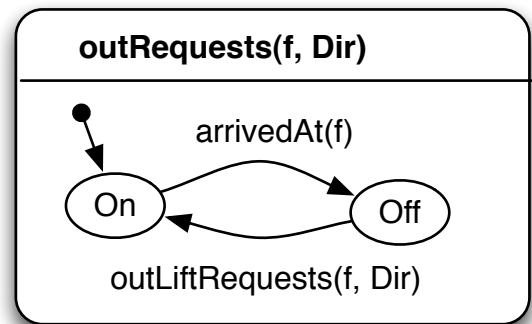 outRequests(f, Dir)
arrivedAt(f)
On
Off
outLiftRequests(f, Dir)